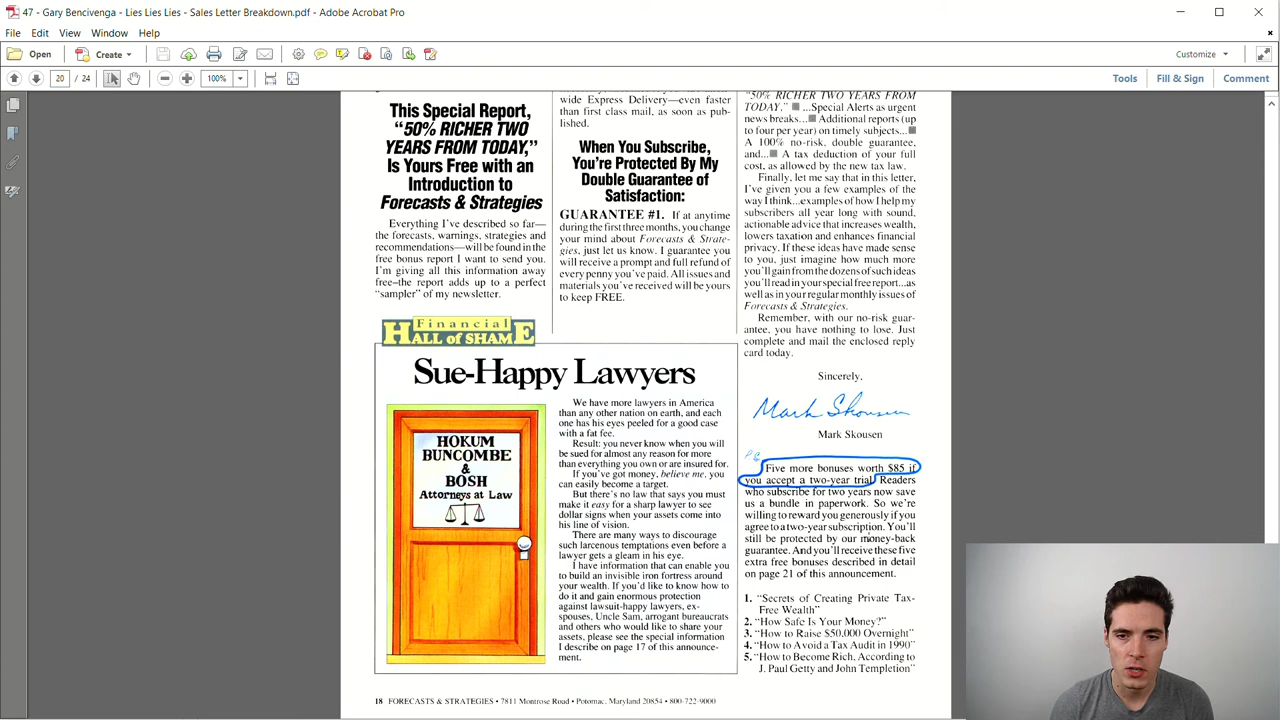 47 - Gary Bencivenga - Lies Lies Lies - Sales Letter Breakdown.pdf - Adobe Acrobat Pro
File Edit View Window Help
Open Create Customize
20 / 24 100% Tools Fill & Sign Comment
This Special Report,
“50% RICHER TWO
YEARS FROM TODAY,”
Is Yours Free with an
Introduction to
Forecasts & Strategies
Everything I've described so far—
the forecasts, warnings, strategies and
recommendations—will be found in the
free bonus report I want to send you.
I'm giving all this information away
free–the report adds up to a perfect
“sampler” of my newsletter.
wide Express Delivery—even faster
than first class mail, as soon as pub-
lished.
When You Subscribe,
You're Protected By My
Double Guarantee of
Satisfaction:
GUARANTEE #1. If at anytime
during the first three months, you change
your mind about Forecasts & Strate-
gies, just let us know. I guarantee you
will receive a prompt and full refund of
every penny you've paid. All issues and
materials you've received will be yours
to keep FREE.
“50% RICHER TWO YEARS FROM
TODAY.” ■ ...Special Alerts as urgent
news breaks...■ Additional reports (up
to four per year) on timely subjects...■
A 100% no-risk, double guarantee,
and...■ A tax deduction of your full
cost, as allowed by the new tax law.
Finally, let me say that in this letter,
I've given you a few examples of the
way I think...examples of how I help my
subscribers all year long with sound,
actionable advice that increases wealth,
lowers taxation and enhances financial
privacy. If these ideas have made sense
to you, just imagine how much more
you'll gain from the dozens of such ideas
you'll read in your special free report...as
well as in your regular monthly issues of
Forecasts & Strategies.
Remember, with our no-risk guar-
antee, you have nothing to lose. Just
complete and mail the enclosed reply
card today.
Sincerely,
Mark Skousen
Mark Skousen
PS
Five more bonuses worth $85 if
you accept a two-year trial Readers
who subscribe for two years now save
us a bundle in paperwork. So we're
willing to reward you generously if you
agree to a two-year subscription. You'll
still be protected by our money-back
guarantee. And you'll receive these five
extra free bonuses described in detail
on page 21 of this announcement.
1. “Secrets of Creating Private Tax-
Free Wealth”
2. “How Safe Is Your Money?”
3. “How to Raise $50,000 Overnight”
4. “How to Avoid a Tax Audit in 1990”
5. “How to Become Rich, According to
J. Paul Getty and John Templetion”
Financial
HALL of SHAME
Sue-Happy Lawyers
HOKUM
BUNCOMBE
&
BOSH
Attorneys at Law
We have more lawyers in America
than any other nation on earth, and each
one has his eyes peeled for a good case
with a fat fee.
Result: you never know when you will
be sued for almost any reason for more
than everything you own or are insured for.
If you've got money, believe me, you
can easily become a target.
But there's no law that says you must
make it easy for a sharp lawyer to see
dollar signs when your assets come into
his line of vision.
There are many ways to discourage
such larcenous temptations even before a
lawyer gets a gleam in his eye.
I have information that can enable you
to build an invisible iron fortress around
your wealth. If you'd like to know how to
do it and gain enormous protection
against lawsuit-happy lawyers, ex-
spouses, Uncle Sam, arrogant bureaucrats
and others who would like to share your
assets, please see the special information
I describe on page 17 of this announce-
ment.
18 FORECASTS & STRATEGIES • 7811 Montrose Road • Potomac, Maryland 20854 • 800-722-9000